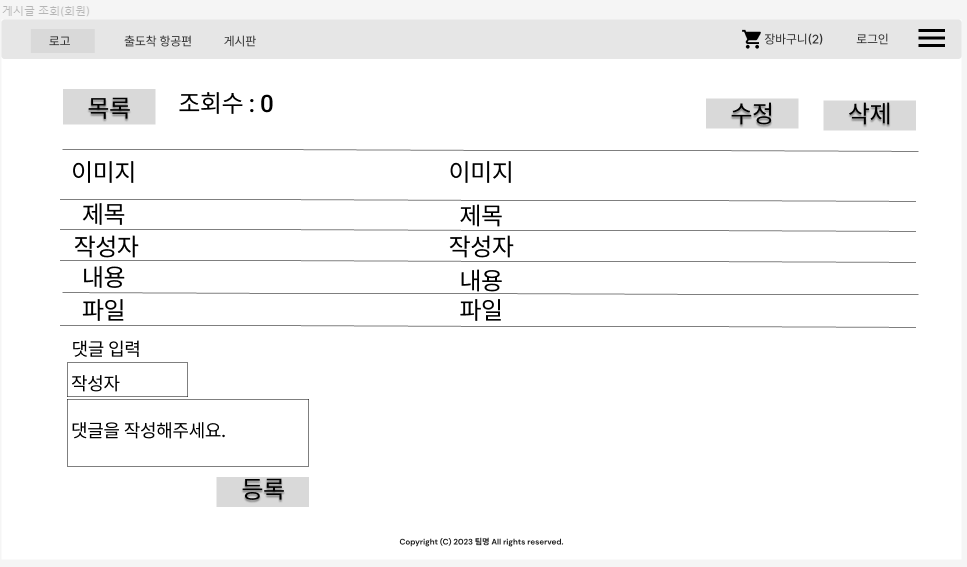 게시글 조회(회원)
로고 출도착 항공편 게시판 장바구니(2) 로그인
목록 조회수 : 0 수정 삭제
이미지 이미지
제목 제목
작성자 작성자
내용 내용
파일 파일
댓글 입력
작성자
댓글을 작성해주세요.
등록
Copyright (C) 2023 팀명 All rights reserved.